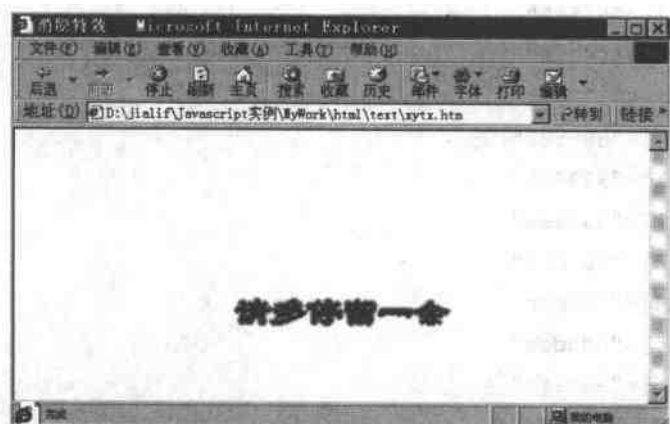 消隐特效 Microsoft Internet Explorer
文件(F) 编辑(E) 查看(V) 收藏(A) 工具(T) 帮助(H)
后退 前进 停止 刷新 主页 搜索 收藏 历史 邮件 字体 打印 编辑
地址(D) D:\jialif\Javascript实例\MyWork\html\text\xytx.htm 转到 链接
请多停留一会
完成 我的电脑